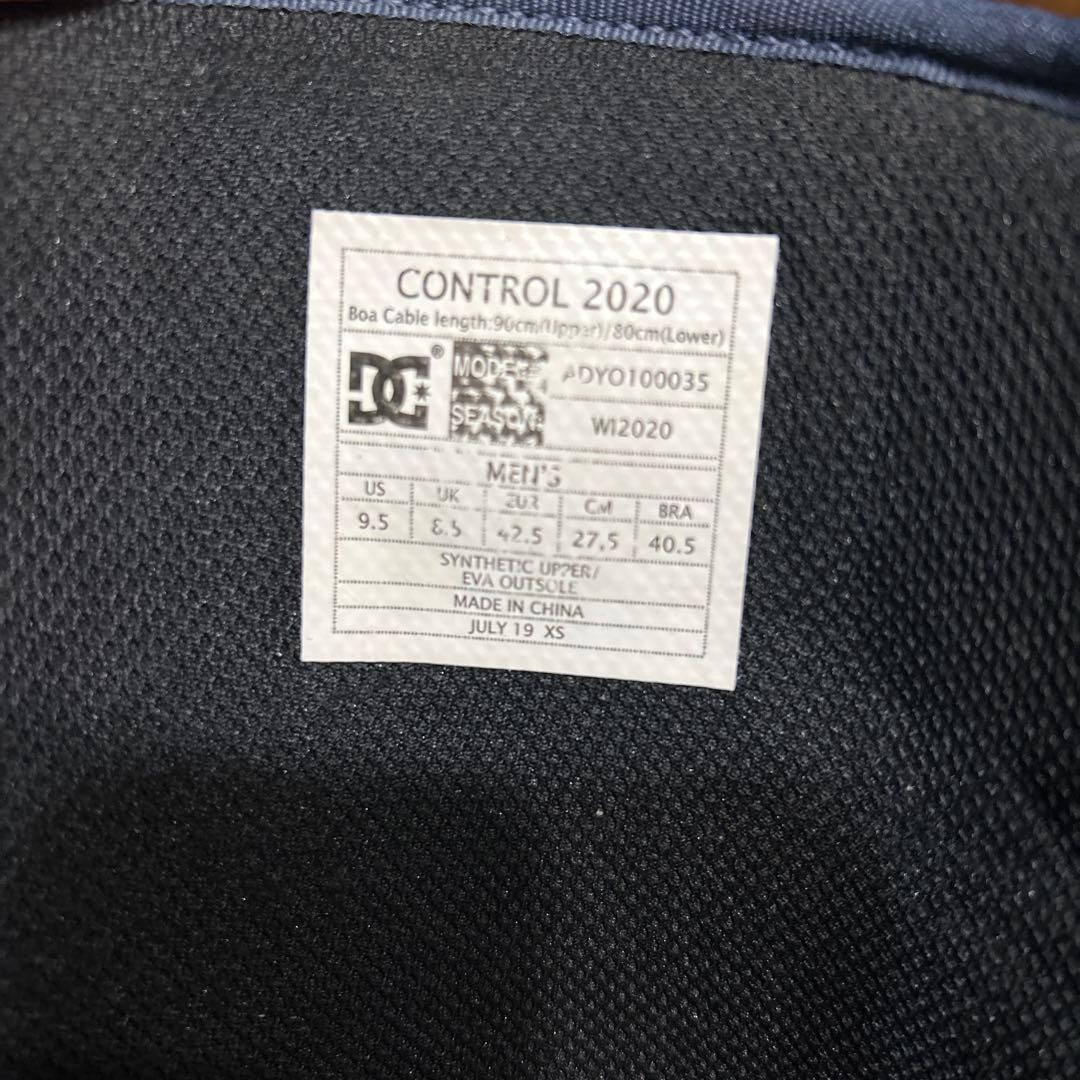 CONTROL 2020
Boa Cable length:90cm(Upper)/80cm(Lower)
DC ®
MODEL: ADYO100035
SEASON: WI2020
MEN'S
US UK EUR CM BRA
9.5 8.5 42.5 27.5 40.5
SYNTHETIC UPPER/
EVA OUTSOLE
MADE IN CHINA
JULY 19 XS